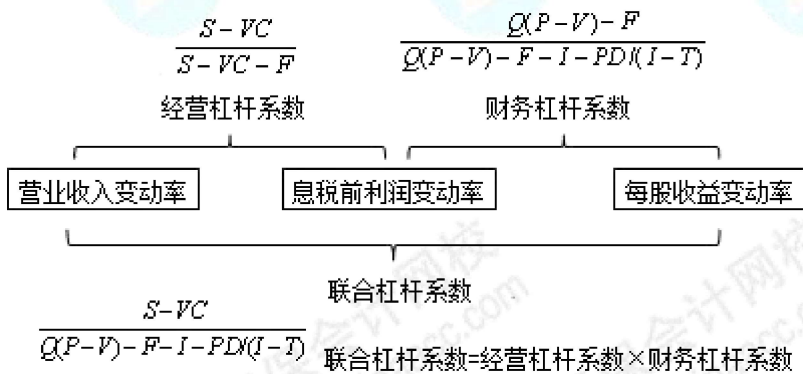 S-VC
S-VC-F
Q(P-V)-F
Q(P-V)-F-I-PD/(I-T)
经营杠杆系数
财务杠杆系数
营业收入变动率
息税前利润变动率
每股收益变动率
联合杠杆系数
S-VC
Q(P-V)-F-I-PD/(I-T)
联合杠杆系数=经营杠杆系数×财务杠杆系数